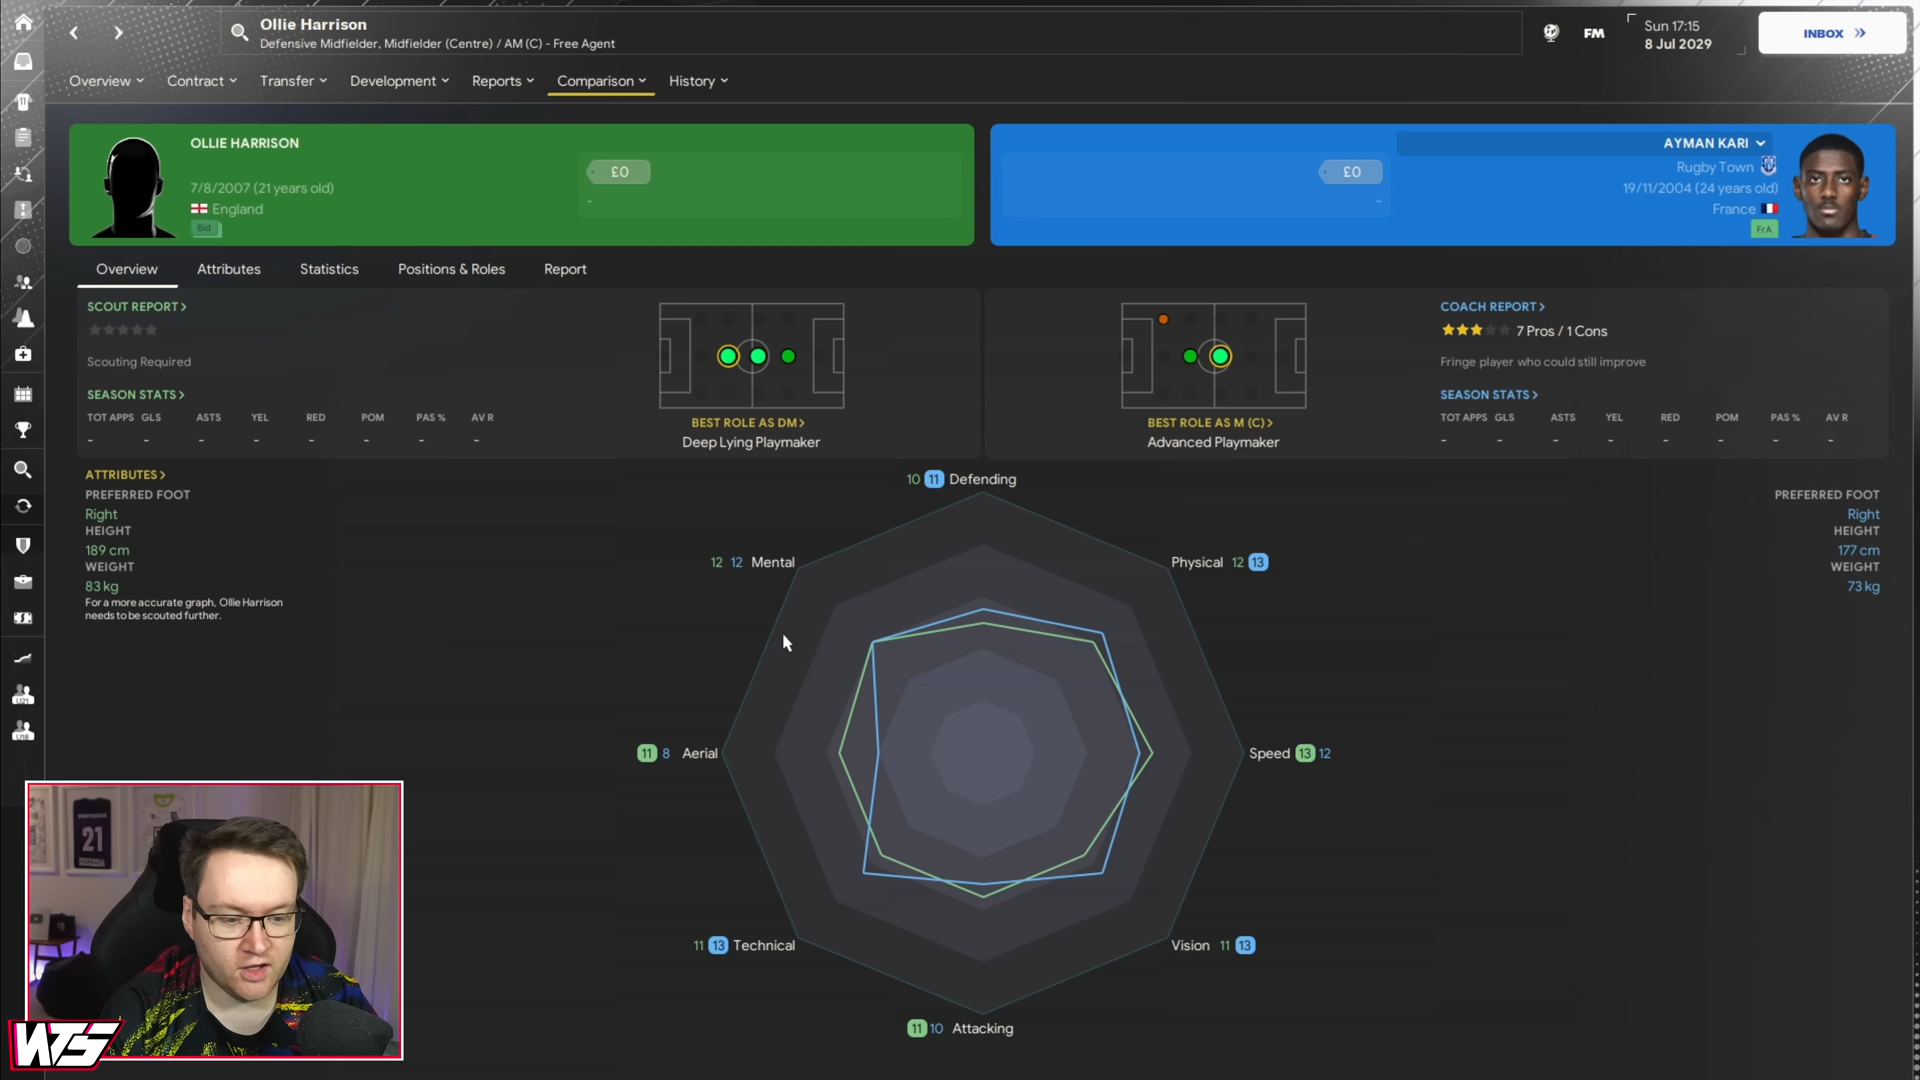 Ollie Harrison
Defensive Midfielder, Midfielder (Centre) / AM (C) - Free Agent
FM
Sun 17:15
8 Jul 2029
INBOX
Overview
Contract
Transfer
Development
Reports
Comparison
History
OLLIE HARRISON
7/8/2007 (21 years old)
England
Bid
£0
-
£0
-
AYMAN KARI
Rugby Town
19/11/2004 (24 years old)
France
FrA
Overview
Attributes
Statistics
Positions & Roles
Report
SCOUT REPORT >
Scouting Required
SEASON STATS >
TOT APPS GLS ASTS YEL RED POM PAS % AV R
- - - - - - - -
BEST ROLE AS DM >
Deep Lying Playmaker
BEST ROLE AS M (C) >
Advanced Playmaker
COACH REPORT >
7 Pros / 1 Cons
Fringe player who could still improve
SEASON STATS >
TOT APPS GLS ASTS YEL RED POM PAS % AV R
- - - - - - - -
ATTRIBUTES >
PREFERRED FOOT
Right
HEIGHT
189 cm
WEIGHT
83 kg
For a more accurate graph, Ollie Harrison
needs to be scouted further.
10 11 Defending
12 12 Mental
Physical 12 13
11 8 Aerial
Speed 13 12
11 13 Technical
Vision 11 13
11 10 Attacking
PREFERRED FOOT
Right
HEIGHT
177 cm
WEIGHT
73 kg
U21
U18
21
WTS